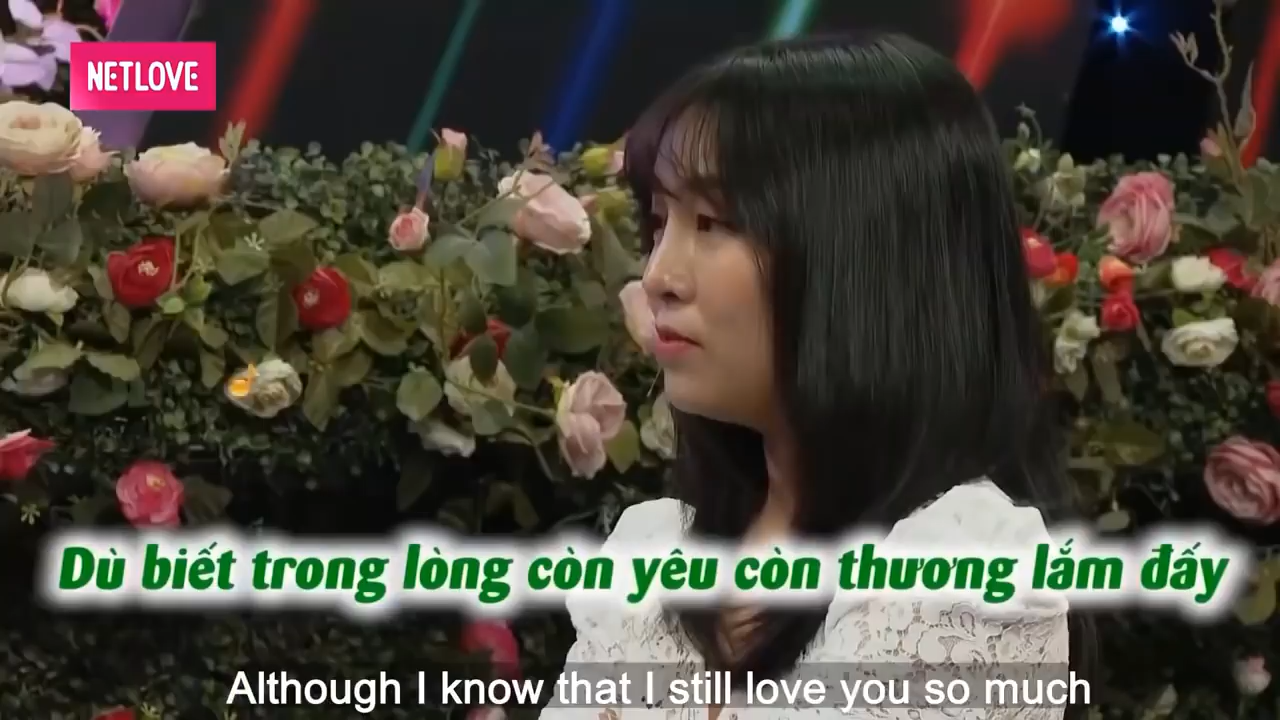 NETLOVE
Dù biết trong lòng còn yêu còn thương lắm đấy
Although I know that I still love you so much